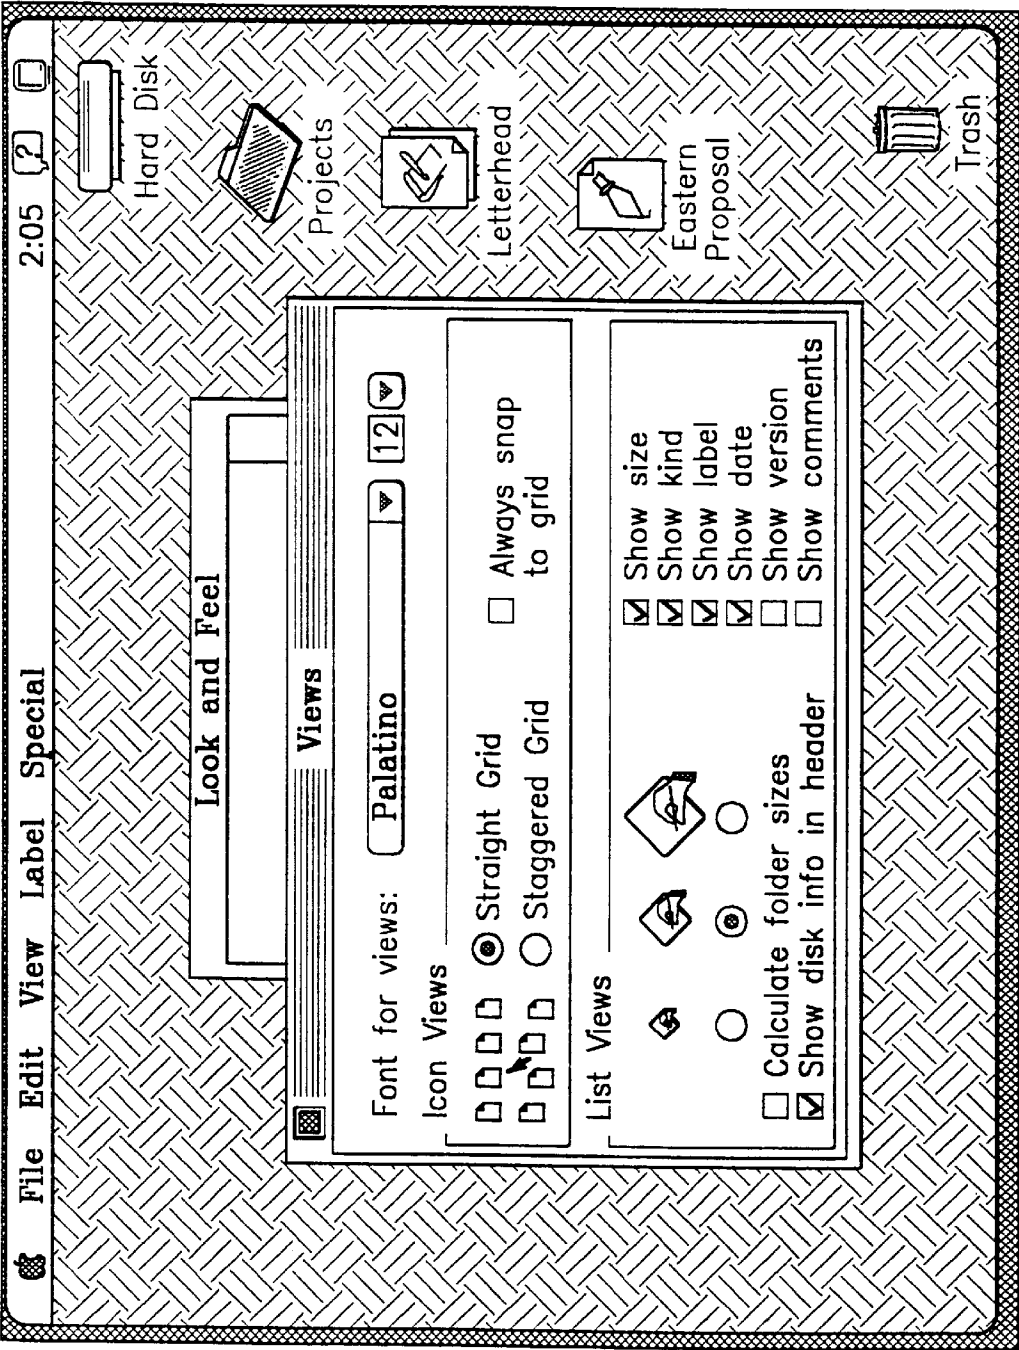 File Edit View Label Special 2:05 ?
Hard Disk
Projects
Letterhead
Eastern
Proposal
Trash
Look and Feel
Views
Font for views: Palatino 12
Icon Views
Straight Grid
Staggered Grid
Always snap
to grid
List Views
Calculate folder sizes
Show disk info in header
Show size
Show kind
Show label
Show date
Show version
Show comments